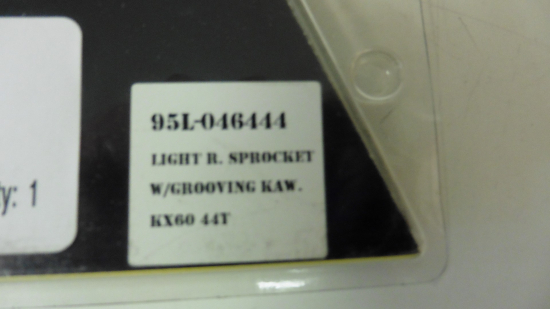 95L-046444
LIGHT R. SPROCKET
W/GROOVING KAW.
KX60 44T
y: 1